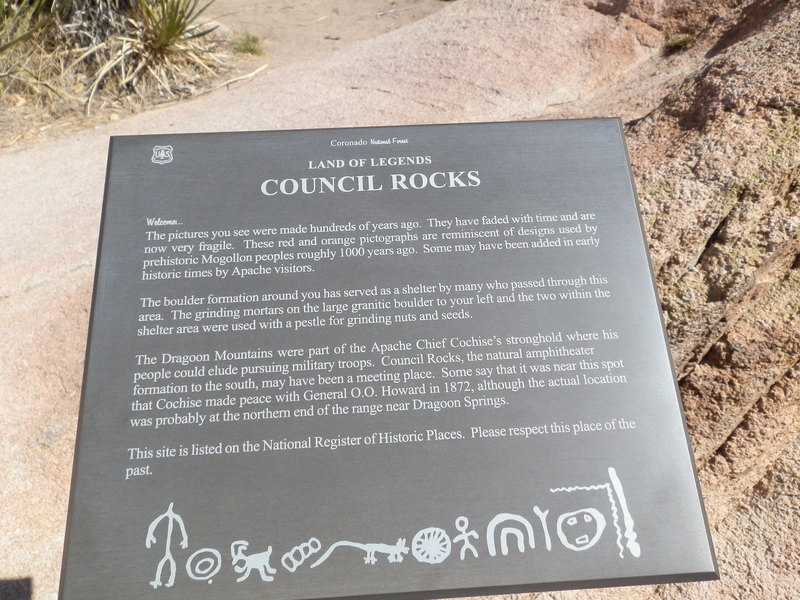 Coronado National Forest
UAS
LAND OF LEGENDS
COUNCIL ROCKS
Welcome...
The pictures you see were made hundreds of years ago. They have faded with time and are
now very fragile. These red and orange pictographs are reminiscent of designs used by
prehistoric Mogollon peoples roughly 1000 years ago. Some may have been added in early
historic times by Apache visitors.
The boulder formation around you has served as a shelter by many who passed through this
area. The grinding mortars on the large granitic boulder to your left and the two within the
shelter area were used with a pestle for grinding nuts and seeds.
The Dragoon Mountains were part of the Apache Chief Cochise's stronghold where his
people could elude pursuing military troops. Council Rocks, the natural amphitheater
formation to the south, may have been a meeting place. Some say that it was near this spot
that Cochise made peace with General O.O. Howard in 1872, although the actual location
was probably at the northern end of the range near Dragoon Springs.
This site is listed on the National Register of Historic Places. Please respect this place of the
past.